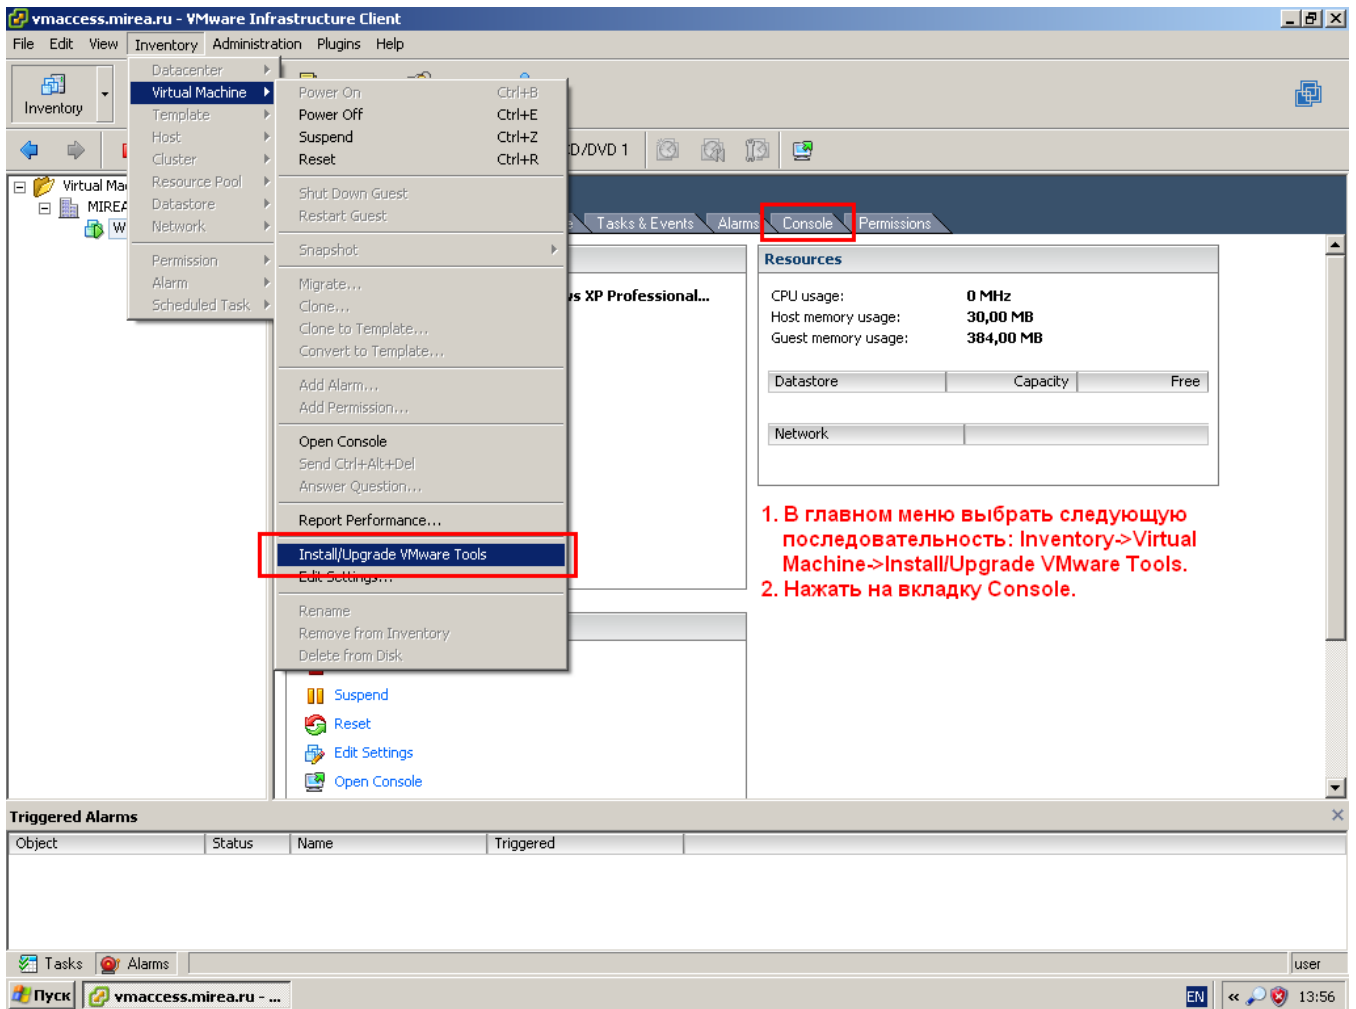 vmaccess.mirea.ru - VMware Infrastructure Client
File Edit View Inventory Administration Plugins Help
Inventory
Datacenter
Virtual Machine
Template
Host
Cluster
Resource Pool
Datastore
Network
Permission
Alarm
Scheduled Task
Power On Ctrl+B
Power Off Ctrl+E
Suspend Ctrl+Z
Reset Ctrl+R
Shut Down Guest
Restart Guest
Snapshot
Migrate...
Clone...
Clone to Template...
Convert to Template...
Add Alarm...
Add Permission...
Open Console
Send Ctrl+Alt+Del
Answer Question...
Report Performance...
Install/Upgrade VMware Tools
Edit Settings...
Rename
Remove from Inventory
Delete from Disk
D/DVD 1
Virtual Ma
MIREA
W
Tasks & Events Alarms Console Permissions
XP Professional...
Resources
CPU usage: 0 MHz
Host memory usage: 30,00 MB
Guest memory usage: 384,00 MB
Datastore Capacity Free
Network
1. В главном меню выбрать следующую
последовательность: Inventory->Virtual
Machine->Install/Upgrade VMware Tools.
2. Нажать на вкладку Console.
Suspend
Reset
Edit Settings
Open Console
Triggered Alarms
Object Status Name Triggered
Tasks Alarms user
Пуск vmaccess.mirea.ru - ... EN « 13:56